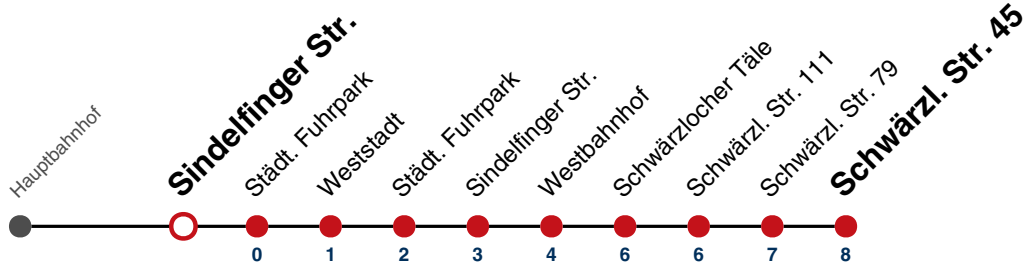 Hauptbahnhof
Sindelfinger Str.
Städt. Fuhrpark
Weststadt
Städt. Fuhrpark
Sindelfinger Str.
Westbahnhof
Schwärzlocher Täle
Schwärzl. Str. 111
Schwärzl. Str. 79
Schwärzl. Str. 45
0 1 2 3 4 6 6 7 8